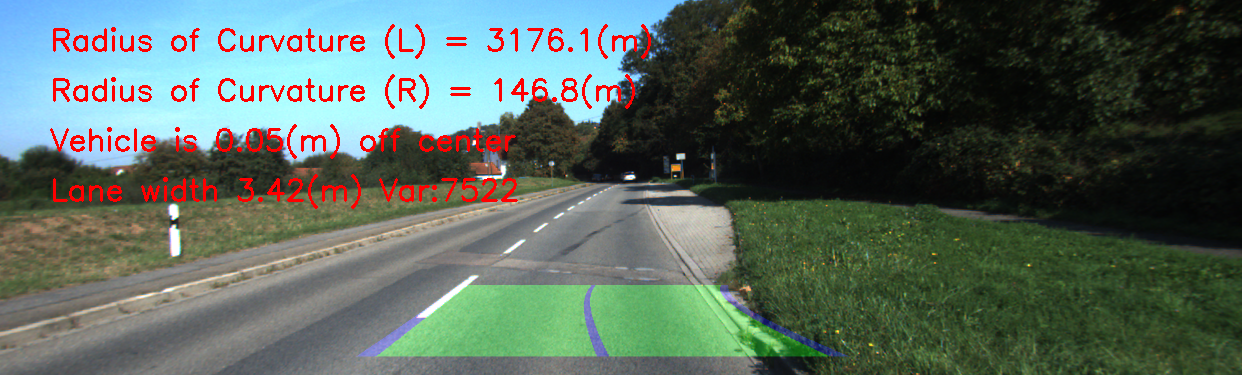 Radius of Curvature (L) = 3176.1(m)
Radius of Curvature (R) = 146.8(m)
Vehicle is 0.05(m) off center
Lane width 3.42(m) Var:7522